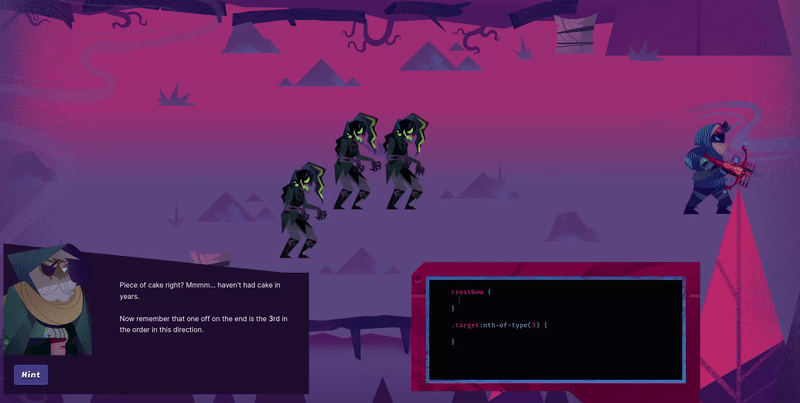 Piece of cake right? Mmmm... haven't had cake in
years.
Now remember that one off on the end is the 3rd in
the order in this direction.
Hint
crossbow {
}
.target:nth-of-type(3) {
}